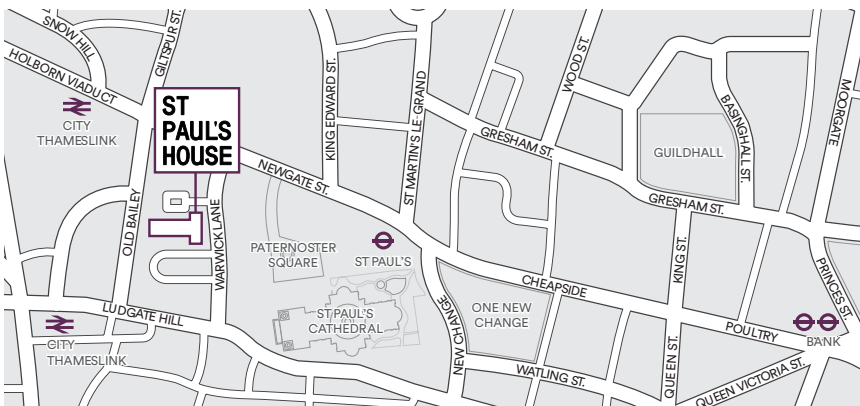 SNOW HILL
GILTSPUR ST.
HOLBORN VIADUCT
CITY
THAMESLINK
ST
PAUL'S
HOUSE
KING EDWARD ST.
ST MARTIN'S LE-GRAND
WOOD ST.
GRESHAM ST.
BASINGHALL ST.
MOORGATE
GUILDHALL
NEWGATE ST.
GRESHAM ST.
OLD BAILEY
WARWICK LANE
PATERNOSTER
SQUARE
ST PAUL'S
KING ST.
PRINCES ST.
CHEAPSIDE
LUDGATE HILL
ST PAUL'S
CATHEDRAL
NEW CHANGE
ONE NEW
CHANGE
POULTRY
BANK
CITY
THAMESLINK
WATLING ST.
QUEEN ST.
QUEEN VICTORIA ST.